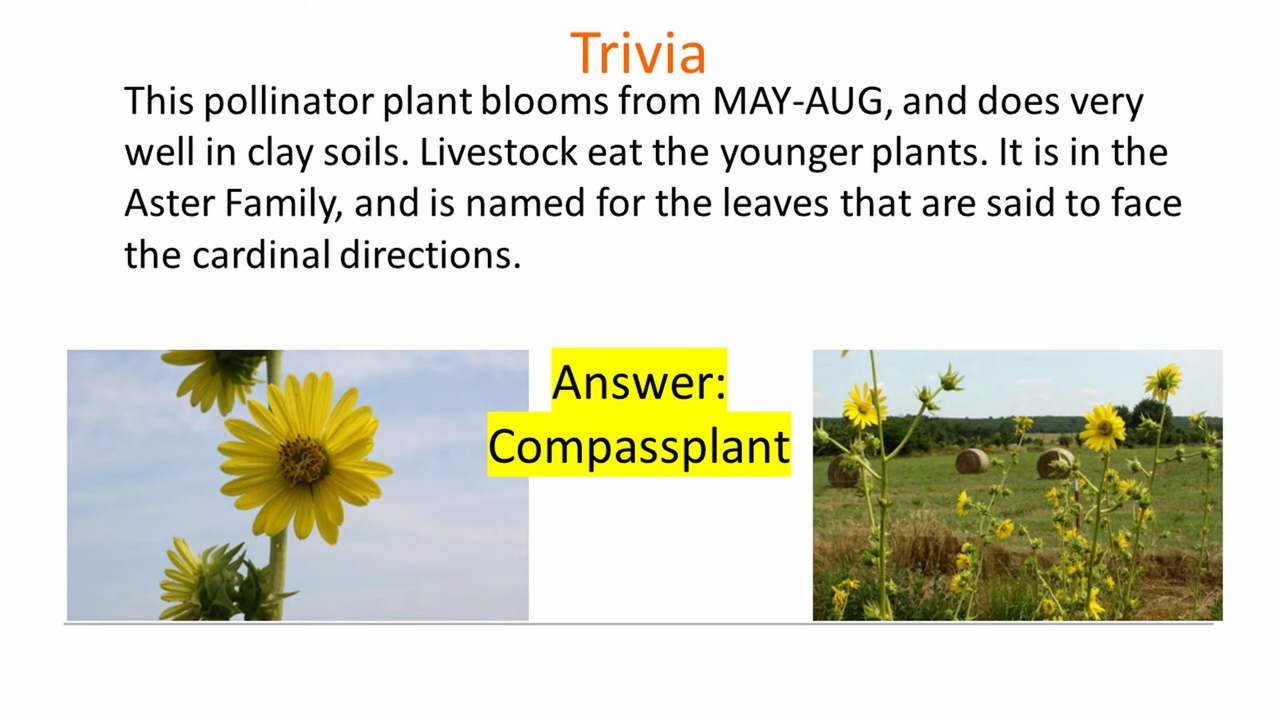 Trivia
This pollinator plant blooms from MAY-AUG, and does very
well in clay soils. Livestock eat the younger plants. It is in the
Aster Family, and is named for the leaves that are said to face
the cardinal directions.
Answer:
Compassplant